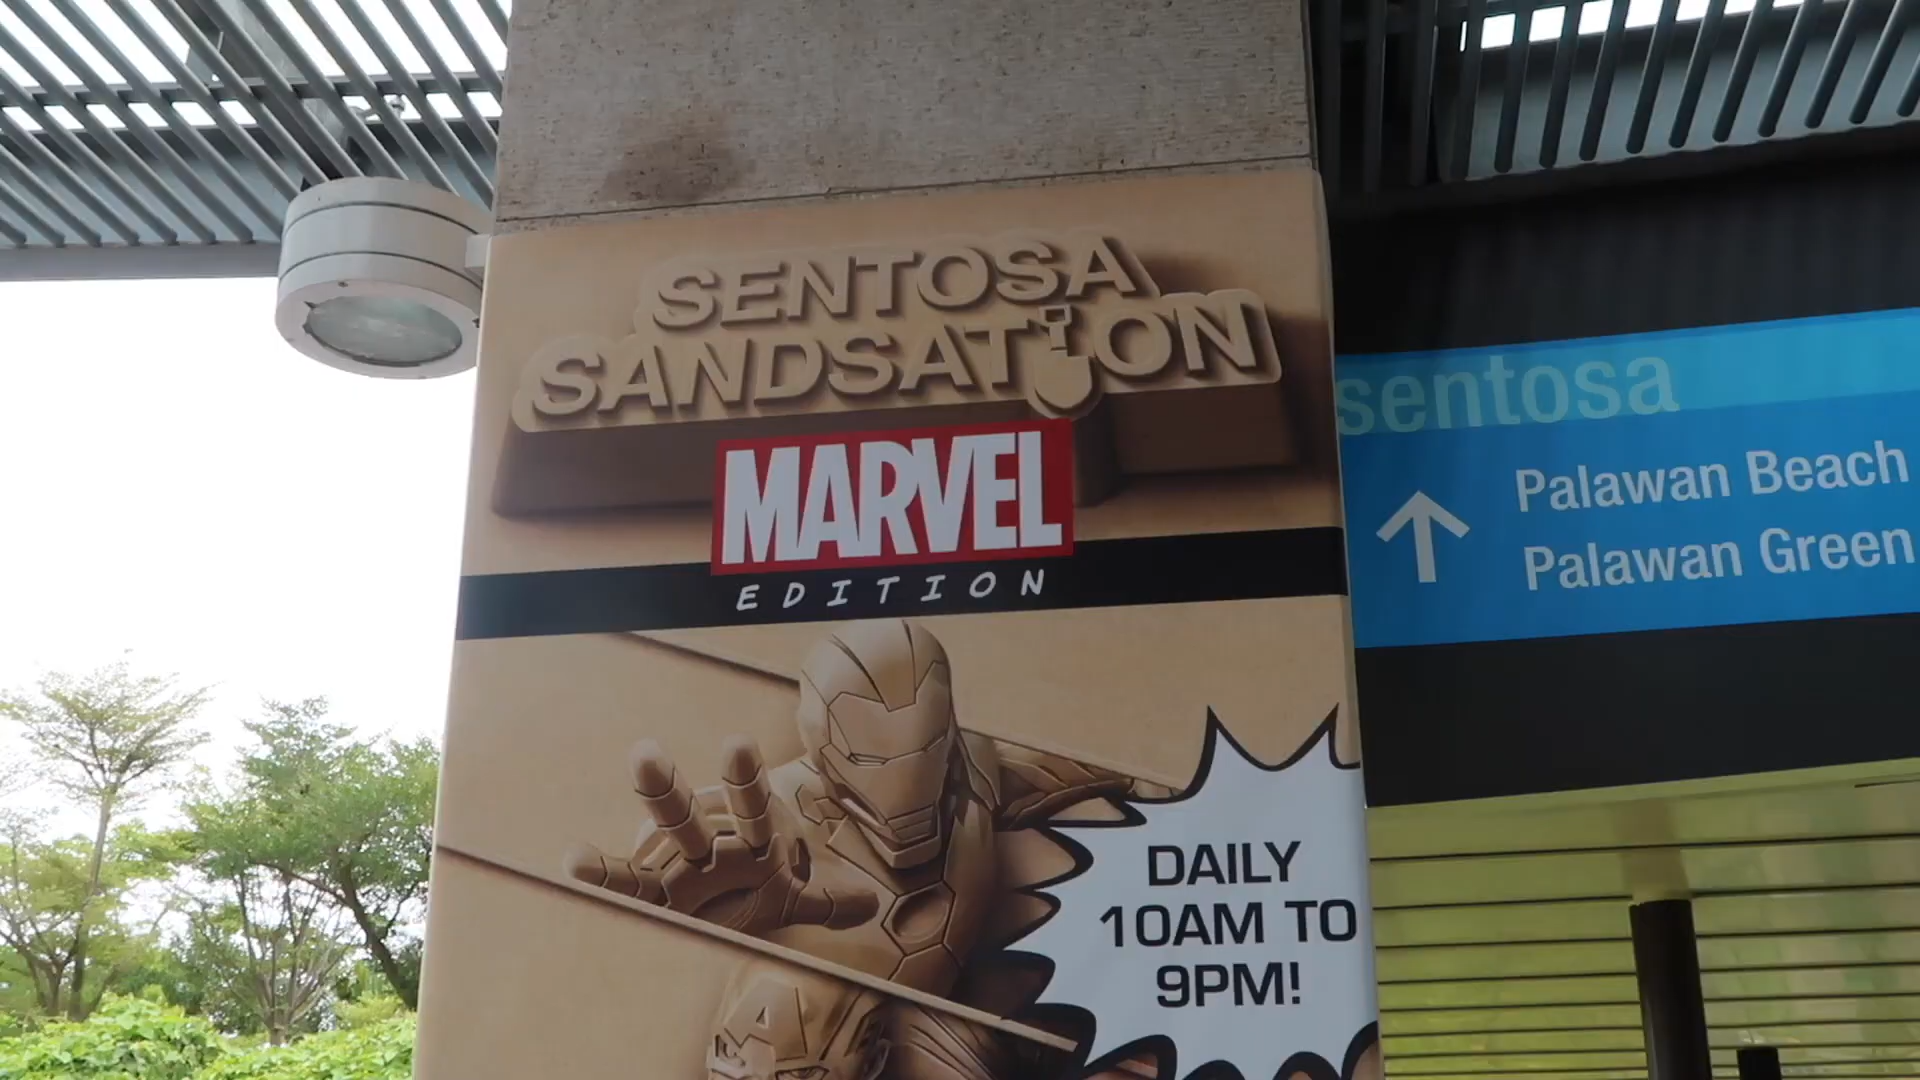 SENTOSA
SANDSATION
MARVEL
EDITION
A
DAILY
10AM TO
9PM!
sentosa
Palawan Beach
Palawan Green